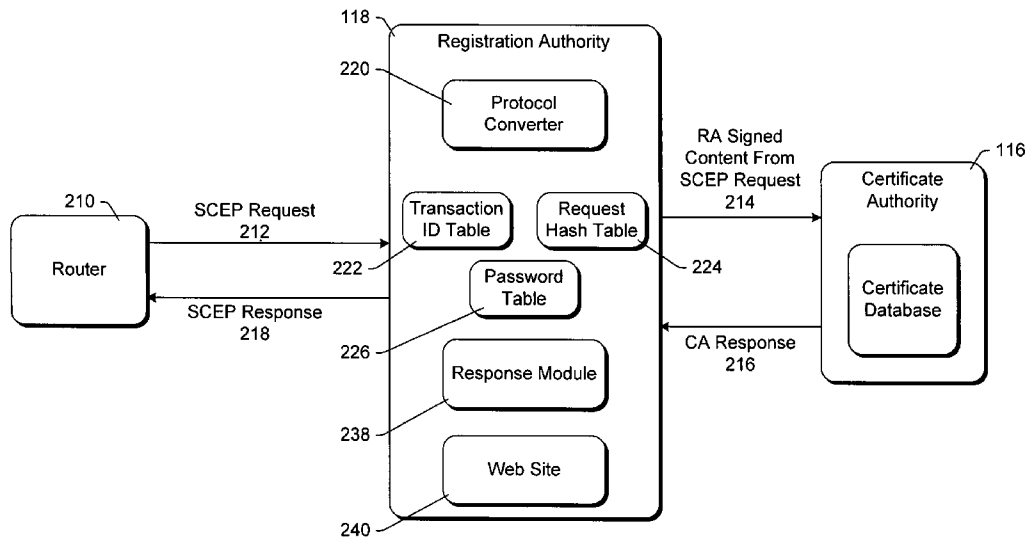 118
Registration Authority
220
Protocol
Converter
RA Signed
Content From
SCEP Request
214
116
Certificate
Authority
210
SCEP Request
212
Transaction
ID Table
Request
Hash Table
222
224
Router
Password
Table
Certificate
Database
SCEP Response
218
226
CA Response
216
Response Module
238
Web Site
240